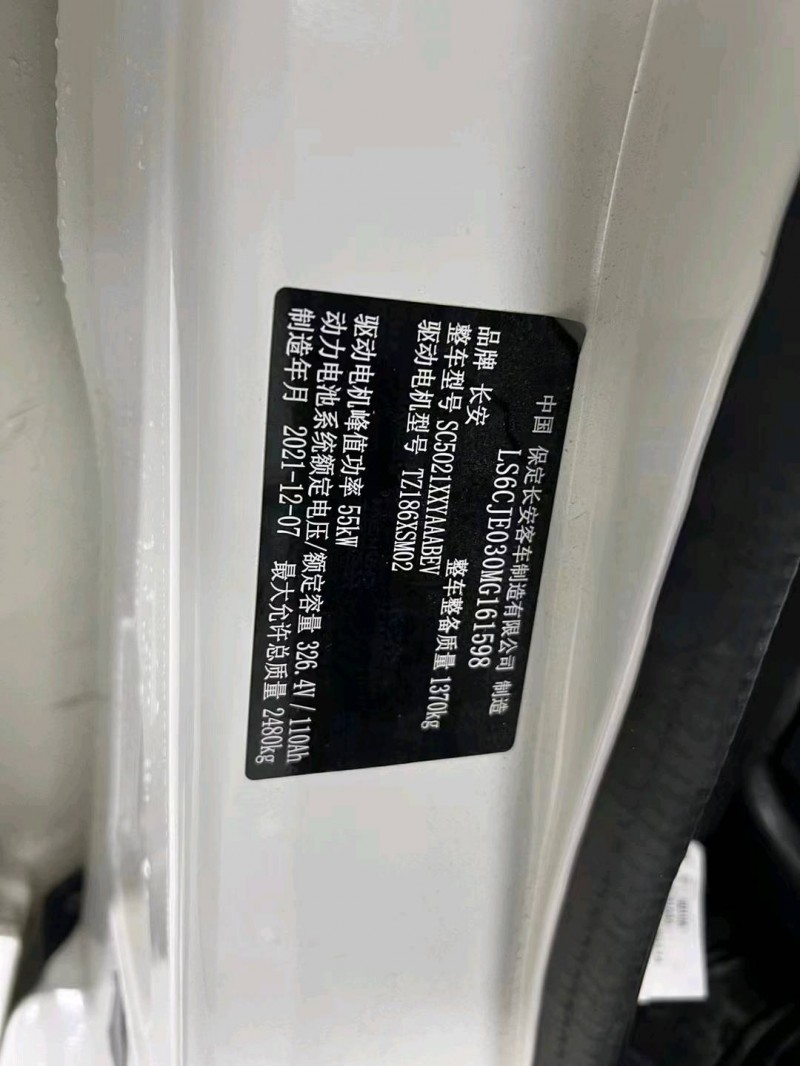 中国 保定长安客车制造有限公司 制造
LS6CJE030MG161598
品牌 长安
整车型号 SC5021XXYAAABEV 整车整备质量 1370kg
驱动电机型号 TZ186XSM02
驱动电机峰值功率 55kW
动力电池系统额定电压/额定容量 326.4V/110Ah
制造年月 2021-12-07 最大允许总质量 2480kg